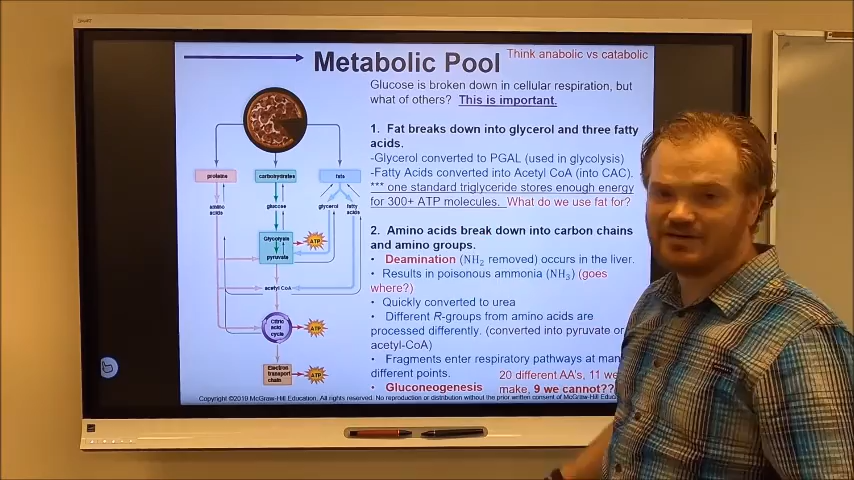 SMART
Metabolic Pool
Think anabolic vs catabolic
Glucose is broken down in cellular respiration, but
what of others? This is important.
1. Fat breaks down into glycerol and three fatty
acids.
-Glycerol converted to PGAL (used in glycolysis)
-Fatty Acids converted into Acetyl CoA (into CAC).
*** one standard triglyceride stores enough energy
for 300+ ATP molecules. What do we use fat for?
2. Amino acids break down into carbon chains
and amino groups.
• Deamination (NH2 removed) occurs in the liver.
• Results in poisonous ammonia (NH3) (goes
where?)
• Quickly converted to urea
• Different R-groups from amino acids are
processed differently. (converted into pyruvate or
acetyl-CoA)
• Fragments enter respiratory pathways at man
different points.
• Gluconeogenesis
20 different AA's, 11 we
make, 9 we cannot??
proteins
carbohydrates
fats
amino
acids
glucose
glycerol
fatty
acids
Glycolysis
ATP
pyruvate
acetyl CoA
Citric
acid
cycle
ATP
Electron
transport
chain
ATP
Copyright ©2019 McGraw-Hill Education. All rights reserved. No reproduction or distribution without the prior written consent of McGraw-Hill Educ